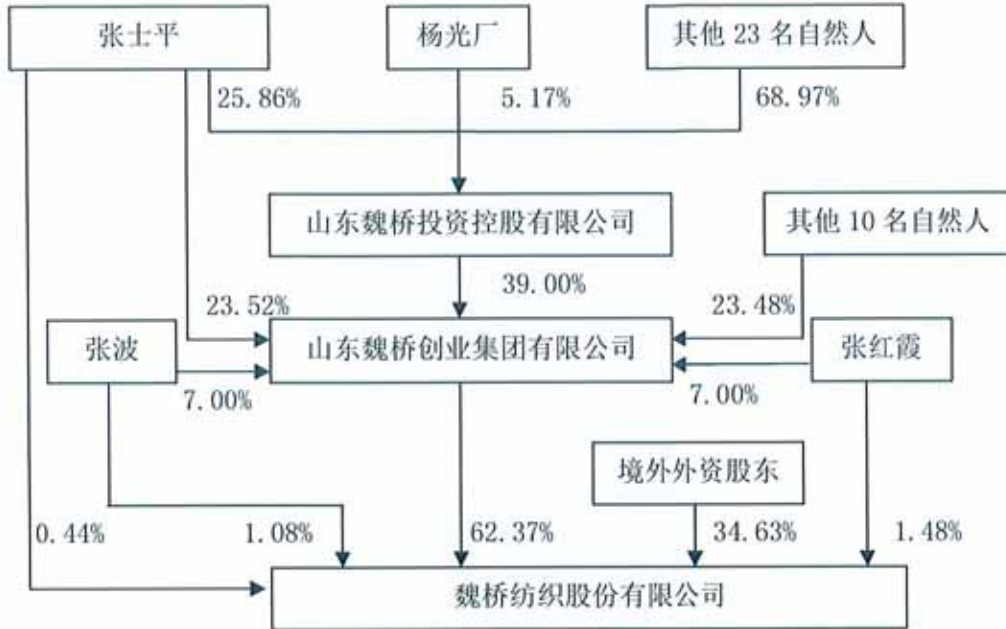 张士平
杨光厂
其他 23 名自然人
25.86%
5.17%
68.97%
山东魏桥投资控股有限公司
其他 10 名自然人
39.00%
23.52%
23.48%
张波
山东魏桥创业集团有限公司
张红霞
7.00%
7.00%
境外外资股东
0.44%
1.08%
62.37%
34.63%
1.48%
魏桥纺织股份有限公司